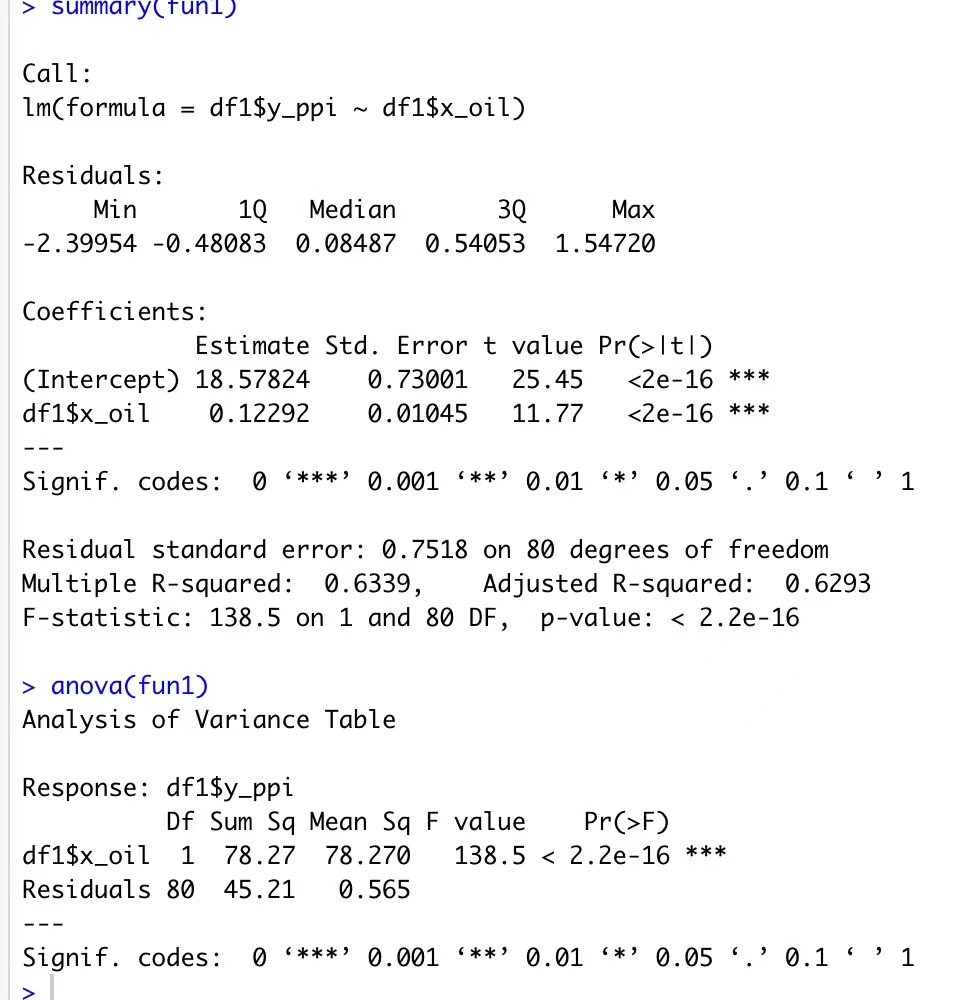 > summary(fun1)
Call:
lm(formula = df1$y_ppi ~ df1$x_oil)
Residuals:
     Min       1Q   Median       3Q      Max
-2.39954 -0.48083  0.08487  0.54053  1.54720
Coefficients:
            Estimate Std. Error t value Pr(>|t|)
(Intercept) 18.57824    0.73001   25.45   <2e-16 ***
df1$x_oil    0.12292    0.01045   11.77   <2e-16 ***
---
Signif. codes:  0 ‘***’ 0.001 ‘**’ 0.01 ‘*’ 0.05 ‘.’ 0.1 ‘ ’ 1
Residual standard error: 0.7518 on 80 degrees of freedom
Multiple R-squared:  0.6339,    Adjusted R-squared:  0.6293
F-statistic: 138.5 on 1 and 80 DF,  p-value: < 2.2e-16
> anova(fun1)
Analysis of Variance Table
Response: df1$y_ppi
          Df Sum Sq Mean Sq F value    Pr(>F)
df1$x_oil  1  78.27  78.270   138.5 < 2.2e-16 ***
Residuals 80  45.21   0.565
---
Signif. codes:  0 ‘***’ 0.001 ‘**’ 0.01 ‘*’ 0.05 ‘.’ 0.1 ‘ ’ 1
>